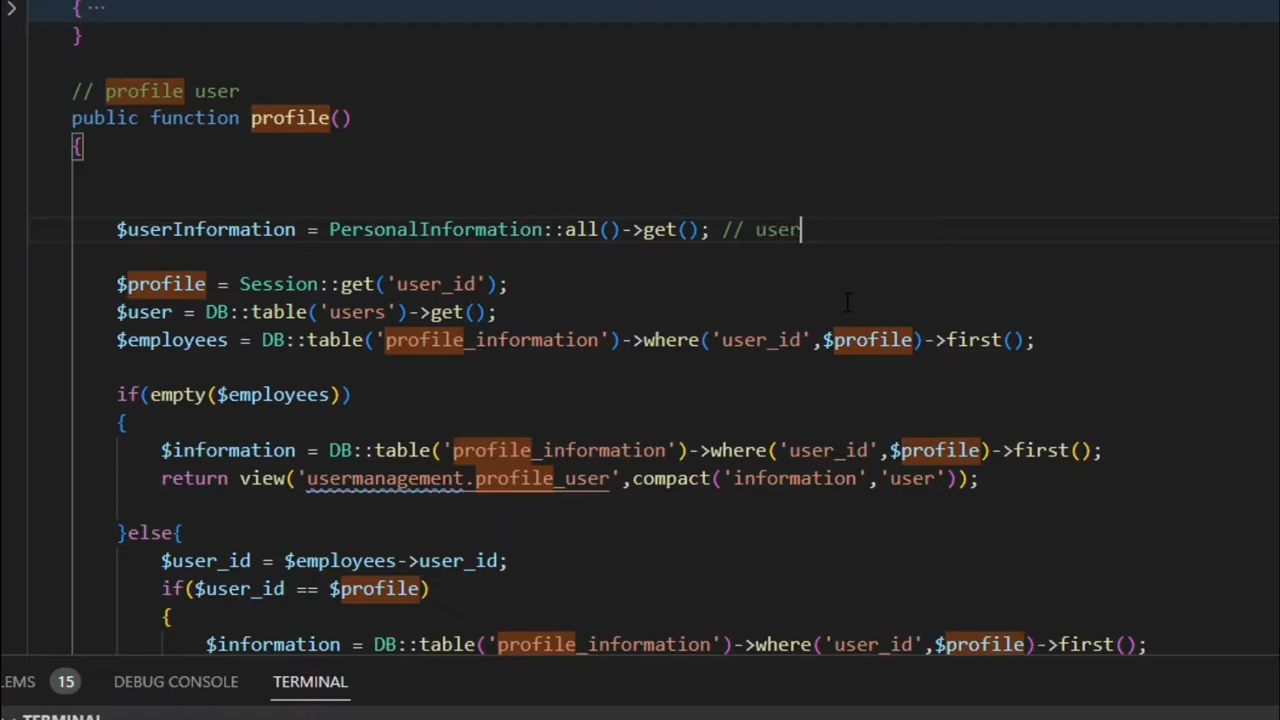 { ...
}
// profile user
public function profile()
{
$userInformation = PersonalInformation::all()->get(); // user
$profile = Session::get('user_id');
$user = DB::table('users')->get();
$employees = DB::table('profile_information')->where('user_id',$profile)->first();
if(empty($employees))
{
$information = DB::table('profile_information')->where('user_id',$profile)->first();
return view('usermanagement.profile_user',compact('information','user'));
}else{
$user_id = $employees->user_id;
if($user_id == $profile)
{
$information = DB::table('profile_information')->where('user_id',$profile)->first();
LEMS 15 DEBUG CONSOLE TERMINAL
TERMINAL